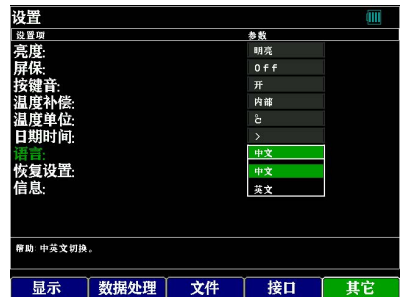 设置
设置项 参数
亮度: 明亮
屏保: Off
按键音: 开
温度补偿: 内部
温度单位: ℃
日期时间: >
语言: 中文
恢复设置: 中文
信息: 英文
帮助: 中英文切换。
显示 数据处理 文件 接口 其它